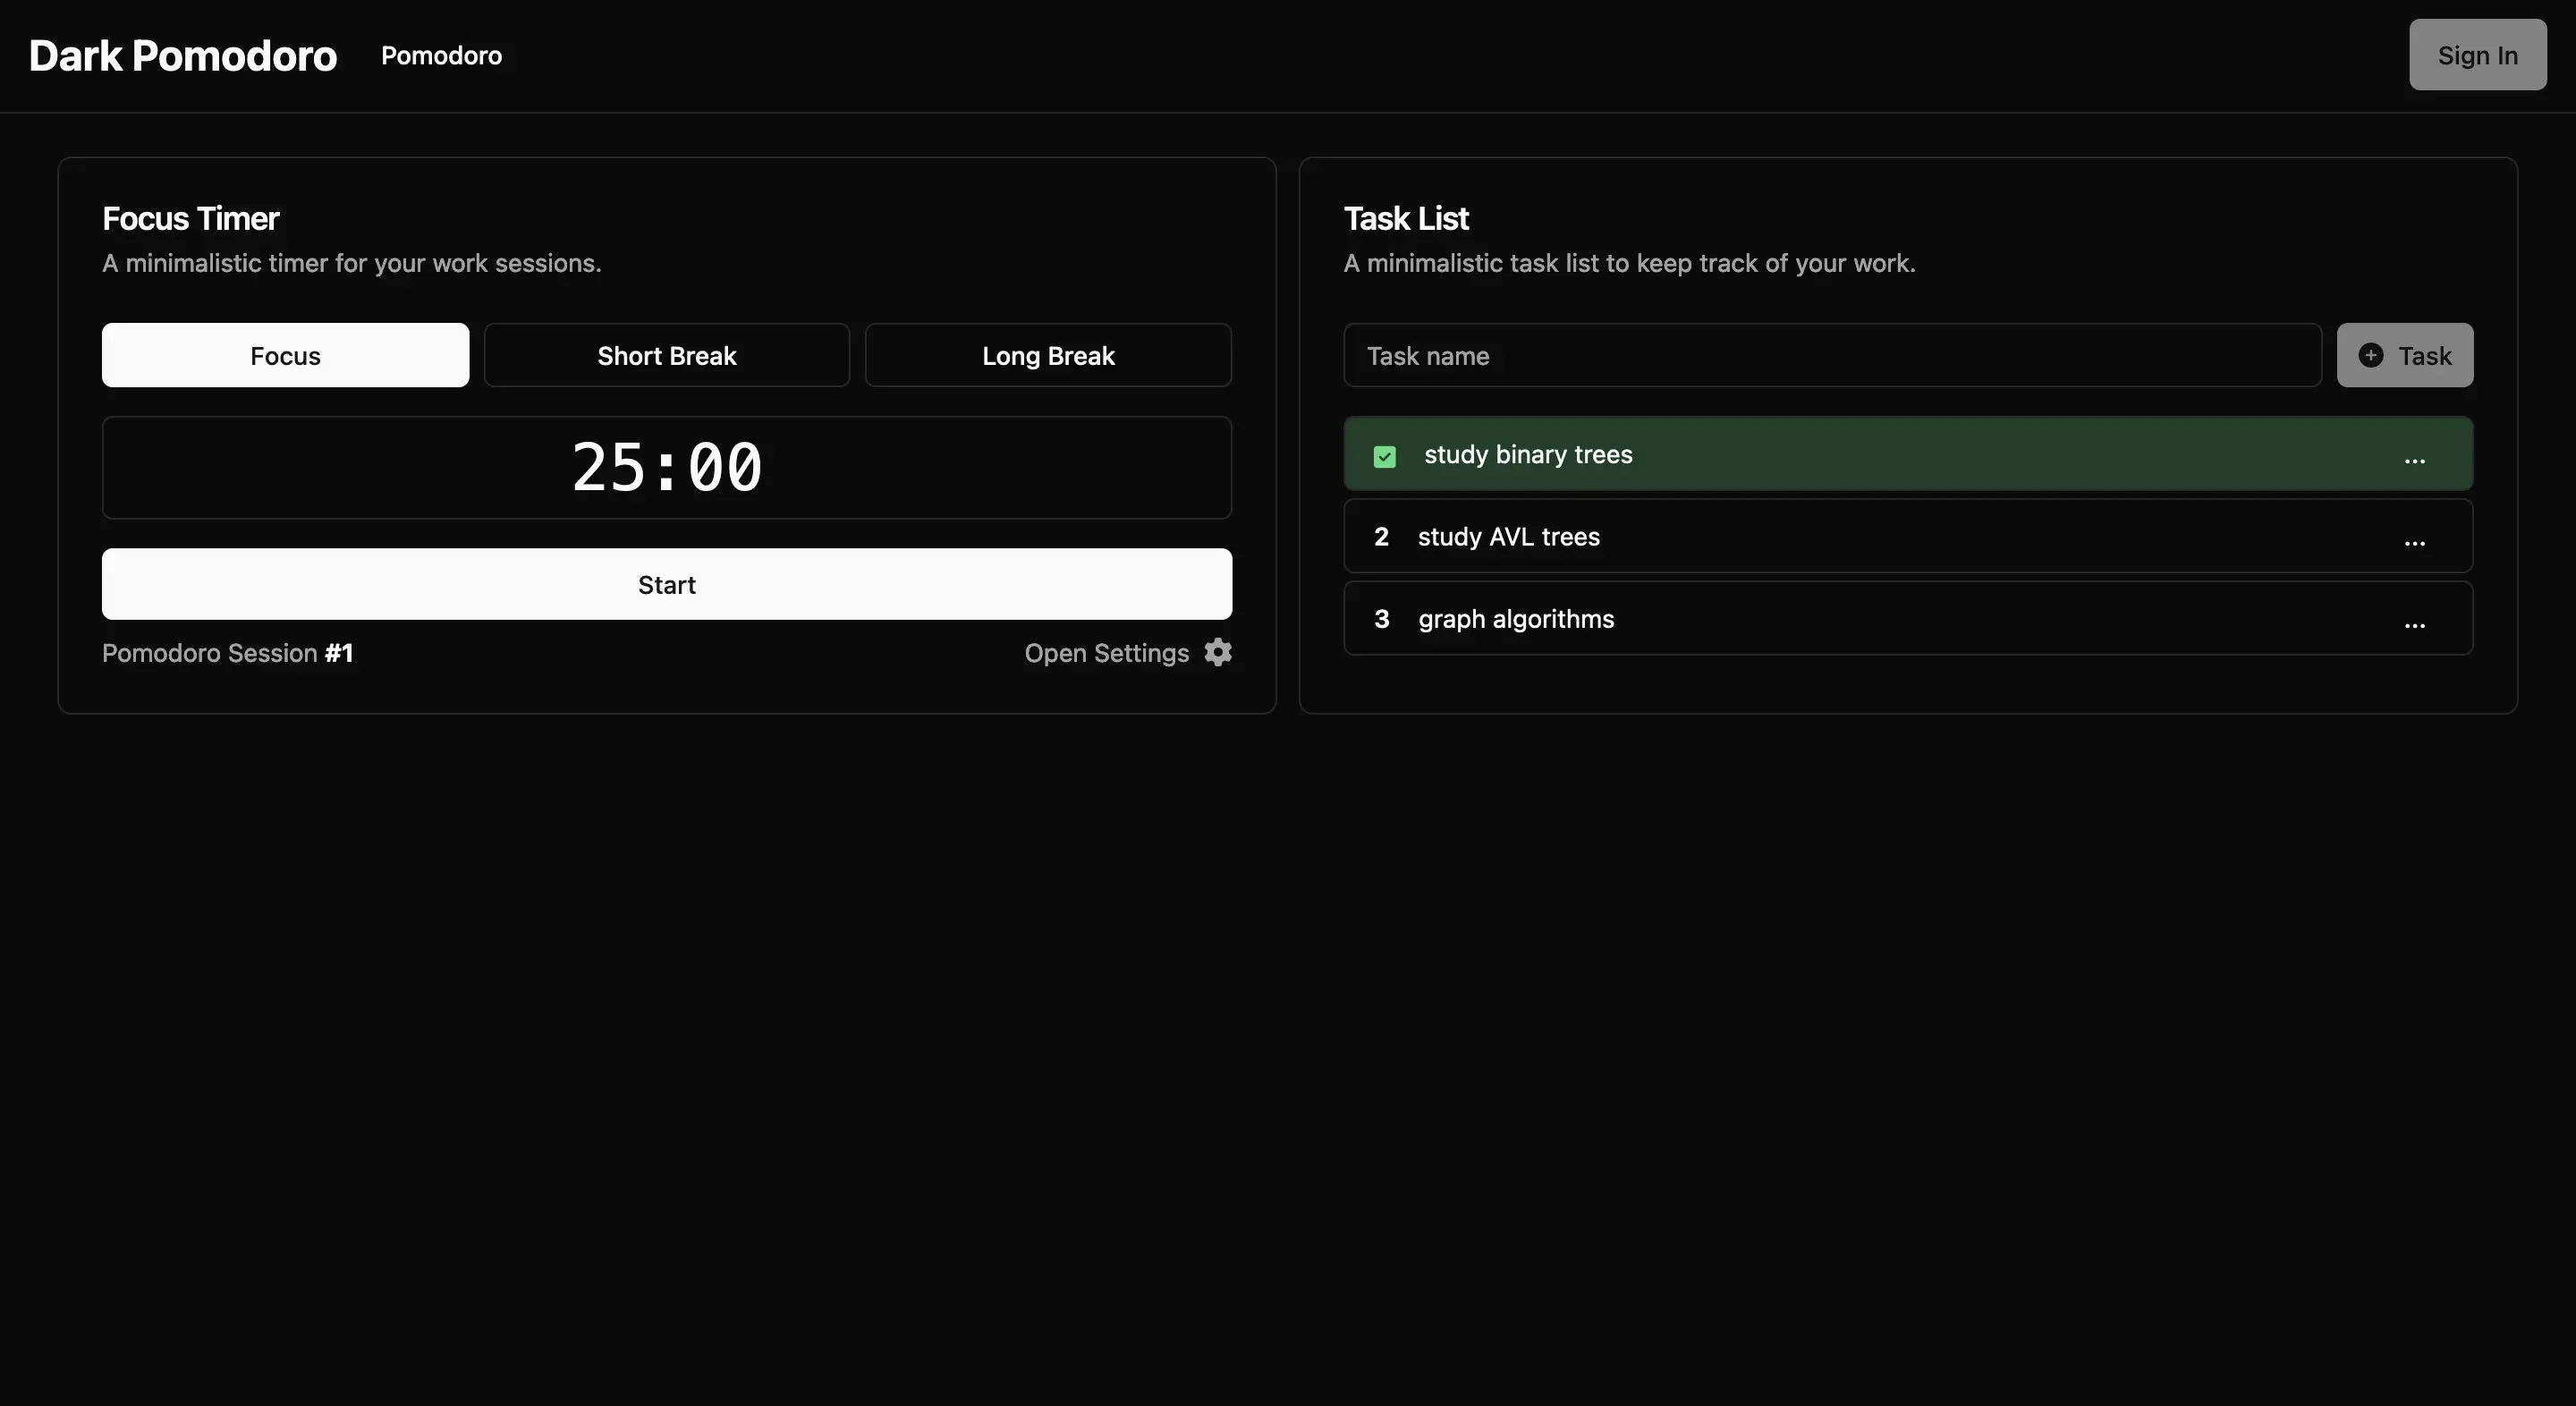 Dark Pomodoro
Pomodoro
Sign In
Focus Timer
A minimalistic timer for your work sessions.
Focus
Short Break
Long Break
25:00
Start
Pomodoro Session #1
Open Settings
Task List
A minimalistic task list to keep track of your work.
Task name
Task
study binary trees
...
2 study AVL trees
...
3 graph algorithms
...